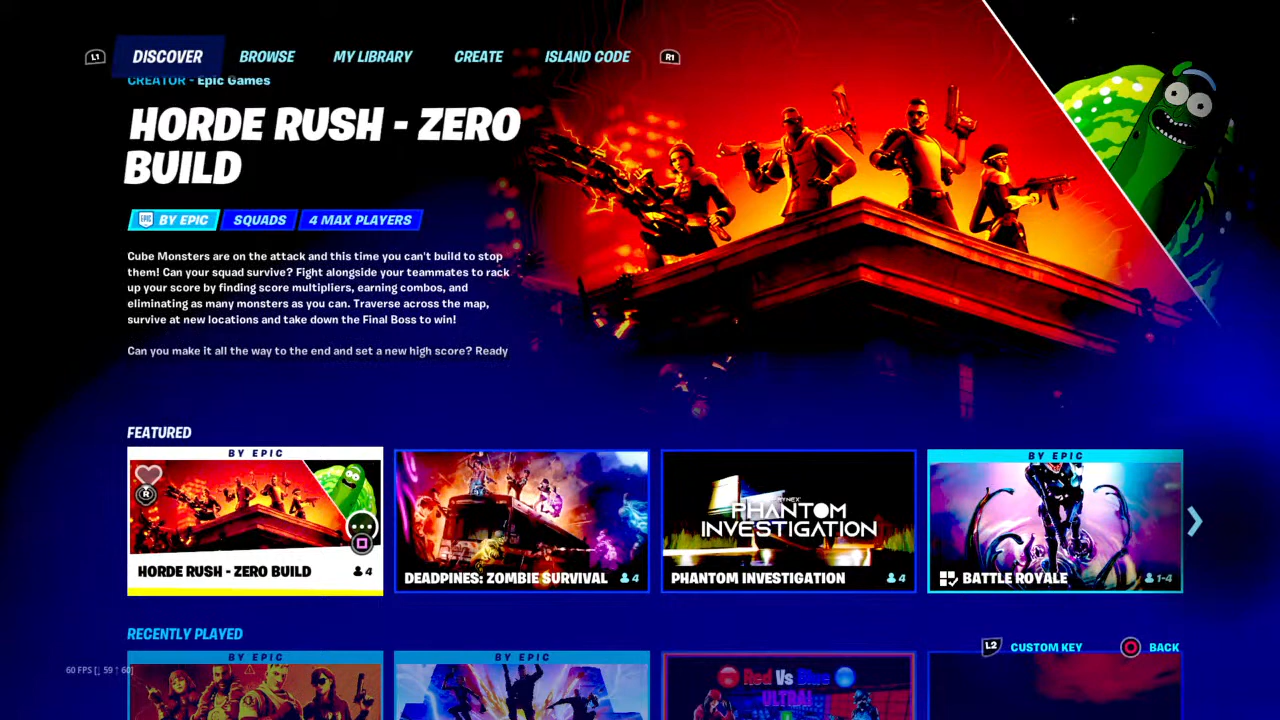 L1 DISCOVER BROWSE MY LIBRARY CREATE ISLAND CODE R1
CREATOR - Epic Games
HORDE RUSH - ZERO
BUILD
EPIC BY EPIC SQUADS 4 MAX PLAYERS
Cube Monsters are on the attack and this time you can't build to stop
them! Can your squad survive? Fight alongside your teammates to rack
up your score by finding score multipliers, earning combos, and
eliminating as many monsters as you can. Traverse across the map,
survive at new locations and take down the Final Boss to win!
Can you make it all the way to the end and set a new high score? Ready
FEATURED
BY EPIC
R
HORDE RUSH - ZERO BUILD 4
DEADPINES: ZOMBIE SURVIVAL 4
PHANTOM
INVESTIGATION
PHANTOM INVESTIGATION 4
BY EPIC
BATTLE ROYALE 1-4
RECENTLY PLAYED
L2 CUSTOM KEY BACK
60 FPS [↓ 59 ↑ 60]
BY EPIC
BY EPIC
Red Vs Blue
ULTRA!